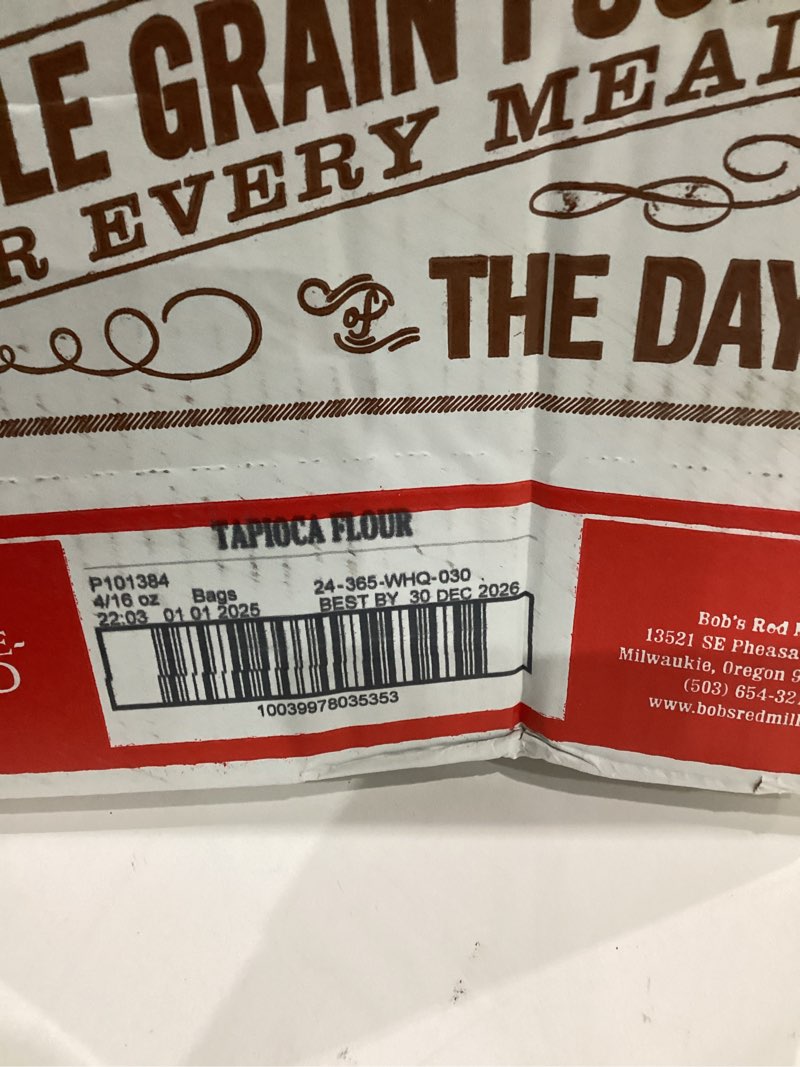 LE GRAIN
R EVERY MEAL
of THE DAY
TAPIOCA FLOUR
P101384
4/16 oz Bags 24-365-WHQ-030
22:03 01 01 2025 BEST BY 30 DEC 2026
10039978035353
Bob's Red
13521 SE Pheasa
Milwaukie, Oregon 9
(503) 654-32
www.bobsredmill